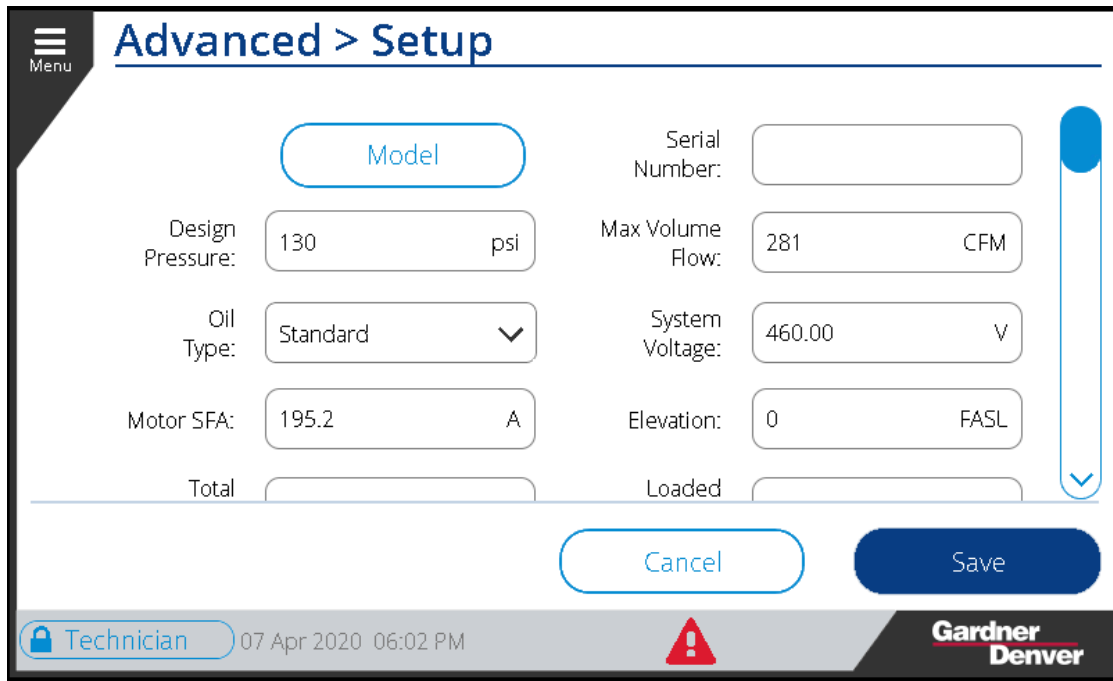 Menu
Advanced > Setup
Model
Serial
Number:
Design
Pressure:
130 psi
Max Volume
Flow:
281 CFM
Oil
Type:
Standard
System
Voltage:
460.00 V
Motor SFA:
195.2 A
Elevation:
0 FASL
Total
Loaded
Cancel
Save
Technician
07 Apr 2020 06:02 PM
Gardner
Denver